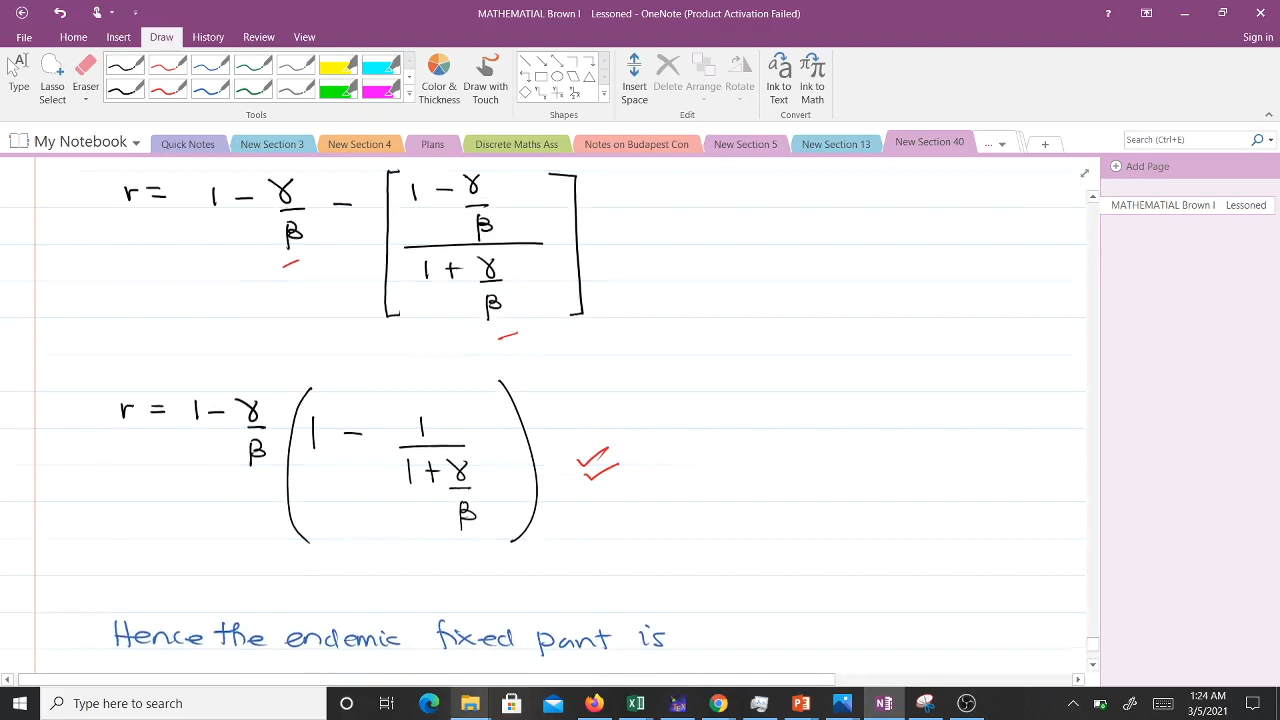 MATHEMATIAL Brown I Lessoned - OneNote (Product Activation Failed)
File Home Insert Draw History Review View Sign in
Type Lasso Select Eraser Color & Thickness Draw with Touch Insert Space Delete Arrange Rotate Ink to Text Ink to Math
Tools Shapes Edit Convert
My Notebook Quick Notes New Section 3 New Section 4 Plans Discrete Maths Ass Notes on Budapest Con New Section 5 New Section 13 New Section 40 ... Search (Ctrl+E)
Add Page
MATHEMATIAL Brown I Lessoned
r = 1 - γ/β - [(1 - γ/β)/(1 + γ/β)]
r = 1 - γ/β (1 - 1/(1 + γ/β))
Hence the endemic fixed pant is
Type here to search 1:24 AM
3/5/2021